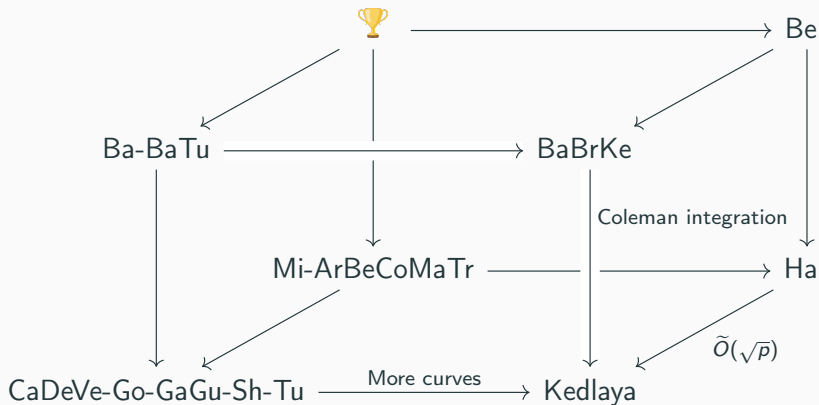 Be
Ba-BaTu
BaBrKe
Coleman integration
Mi-ArBeCoMaTr
Ha
Õ(√p)
More curves
CaDeVe-Go-GaGu-Sh-Tu
Kedlaya